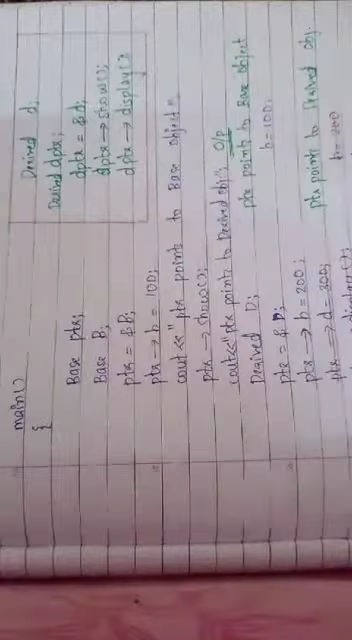 main()
{
Base ptr;
Base B;
ptr = &B;
ptr → b = 100;
cout << "ptr points to Base object";
ptr → show();
cout<<"ptr points to Derived obj";
Derived D;
ptr = & D;
ptr → b = 200;
ptr → d = 300;
display();
Derived d;
Derived dptr;
dptr = &d;
dptr → show();
dptr → display();
O/P
ptr points to Base object
b = 100;
ptr points to Derived obj.
b = 200